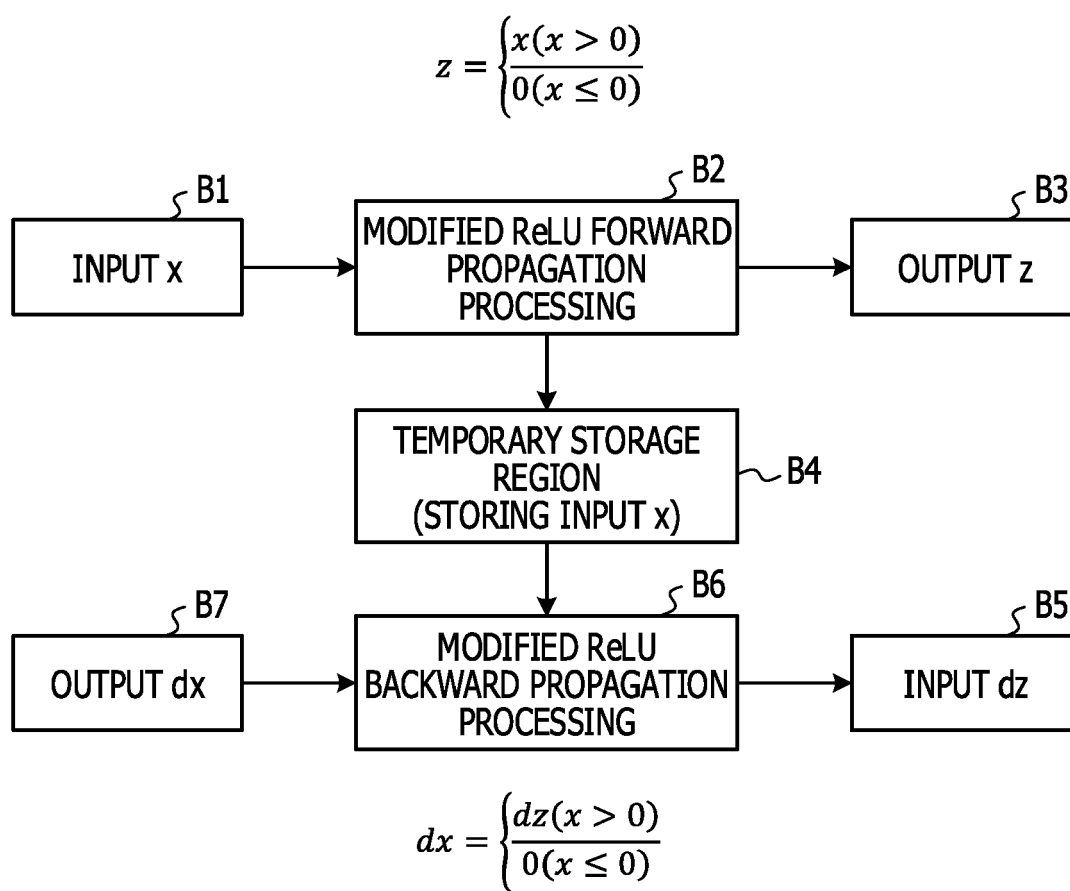 z = { x(x > 0)
0(x ≤ 0)
B1
B2
B3
INPUT x
MODIFIED ReLU FORWARD
PROPAGATION
PROCESSING
OUTPUT z
TEMPORARY STORAGE
REGION
(STORING INPUT x)
B4
B7
B6
B5
OUTPUT dx
MODIFIED ReLU
BACKWARD PROPAGATION
PROCESSING
INPUT dz
dx = { dz(x > 0)
0(x ≤ 0)